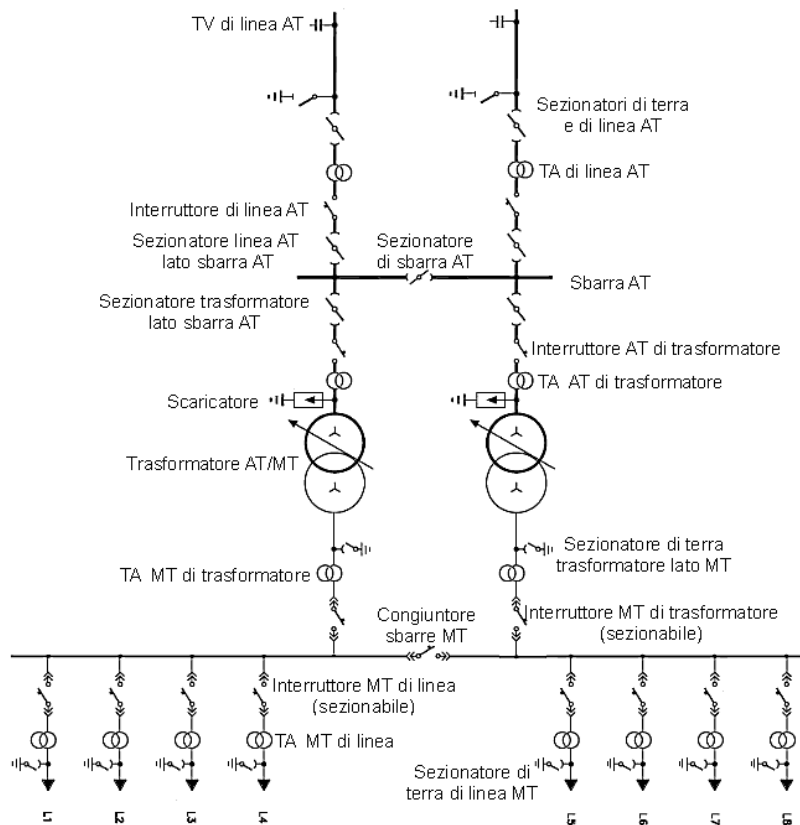 TV di linea AT
Sezionatori di terra
e di linea AT
TA di linea AT
Interruttore di linea AT
Sezionatore linea AT
lato sbarra AT
Sezionatore
di sbarra AT
Sbarra AT
Sezionatore trasformatore
lato sbarra AT
Interruttore AT di trasformatore
TA AT di trasformatore
Scaricatore
Trasformatore AT/MT
Sezionatore di terra
trasformatore lato MT
TA MT di trasformatore
Congiuntore
sbarre MT
Interruttore MT di trasformatore
(sezionabile)
Interruttore MT di linea
(sezionabile)
TA MT di linea
Sezionatore di
terra di linea MT
L1
L2
L3
L4
L5
L6
L7
L8